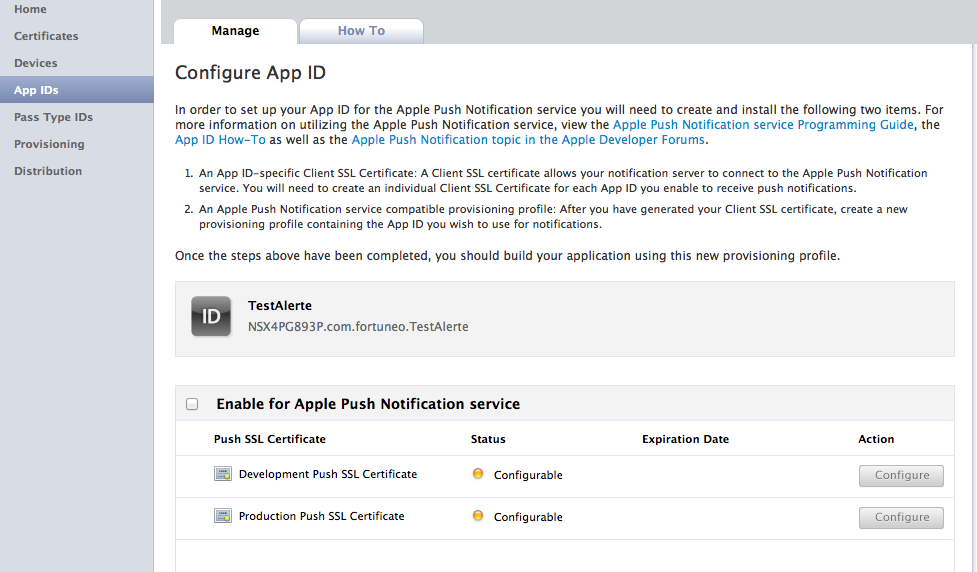 Home
Certificates
Devices
App IDs
Pass Type IDs
Provisioning
Distribution
Manage
How To
Configure App ID
In order to set up your App ID for the Apple Push Notification service you will need to create and install the following two items. For
more information on utilizing the Apple Push Notification service, view the Apple Push Notification service Programming Guide, the
App ID How-To as well as the Apple Push Notification topic in the Apple Developer Forums.
1. An App ID-specific Client SSL Certificate: A Client SSL certificate allows your notification server to connect to the Apple Push Notification
service. You will need to create an individual Client SSL Certificate for each App ID you enable to receive push notifications.
2. An Apple Push Notification service compatible provisioning profile: After you have generated your Client SSL certificate, create a new
provisioning profile containing the App ID you wish to use for notifications.
Once the steps above have been completed, you should build your application using this new provisioning profile.
ID
TestAlerte
NSX4PG893P.com.fortuneo.TestAlerte
Enable for Apple Push Notification service
Push SSL Certificate Status Expiration Date Action
Development Push SSL Certificate Configurable Configure
Production Push SSL Certificate Configurable Configure